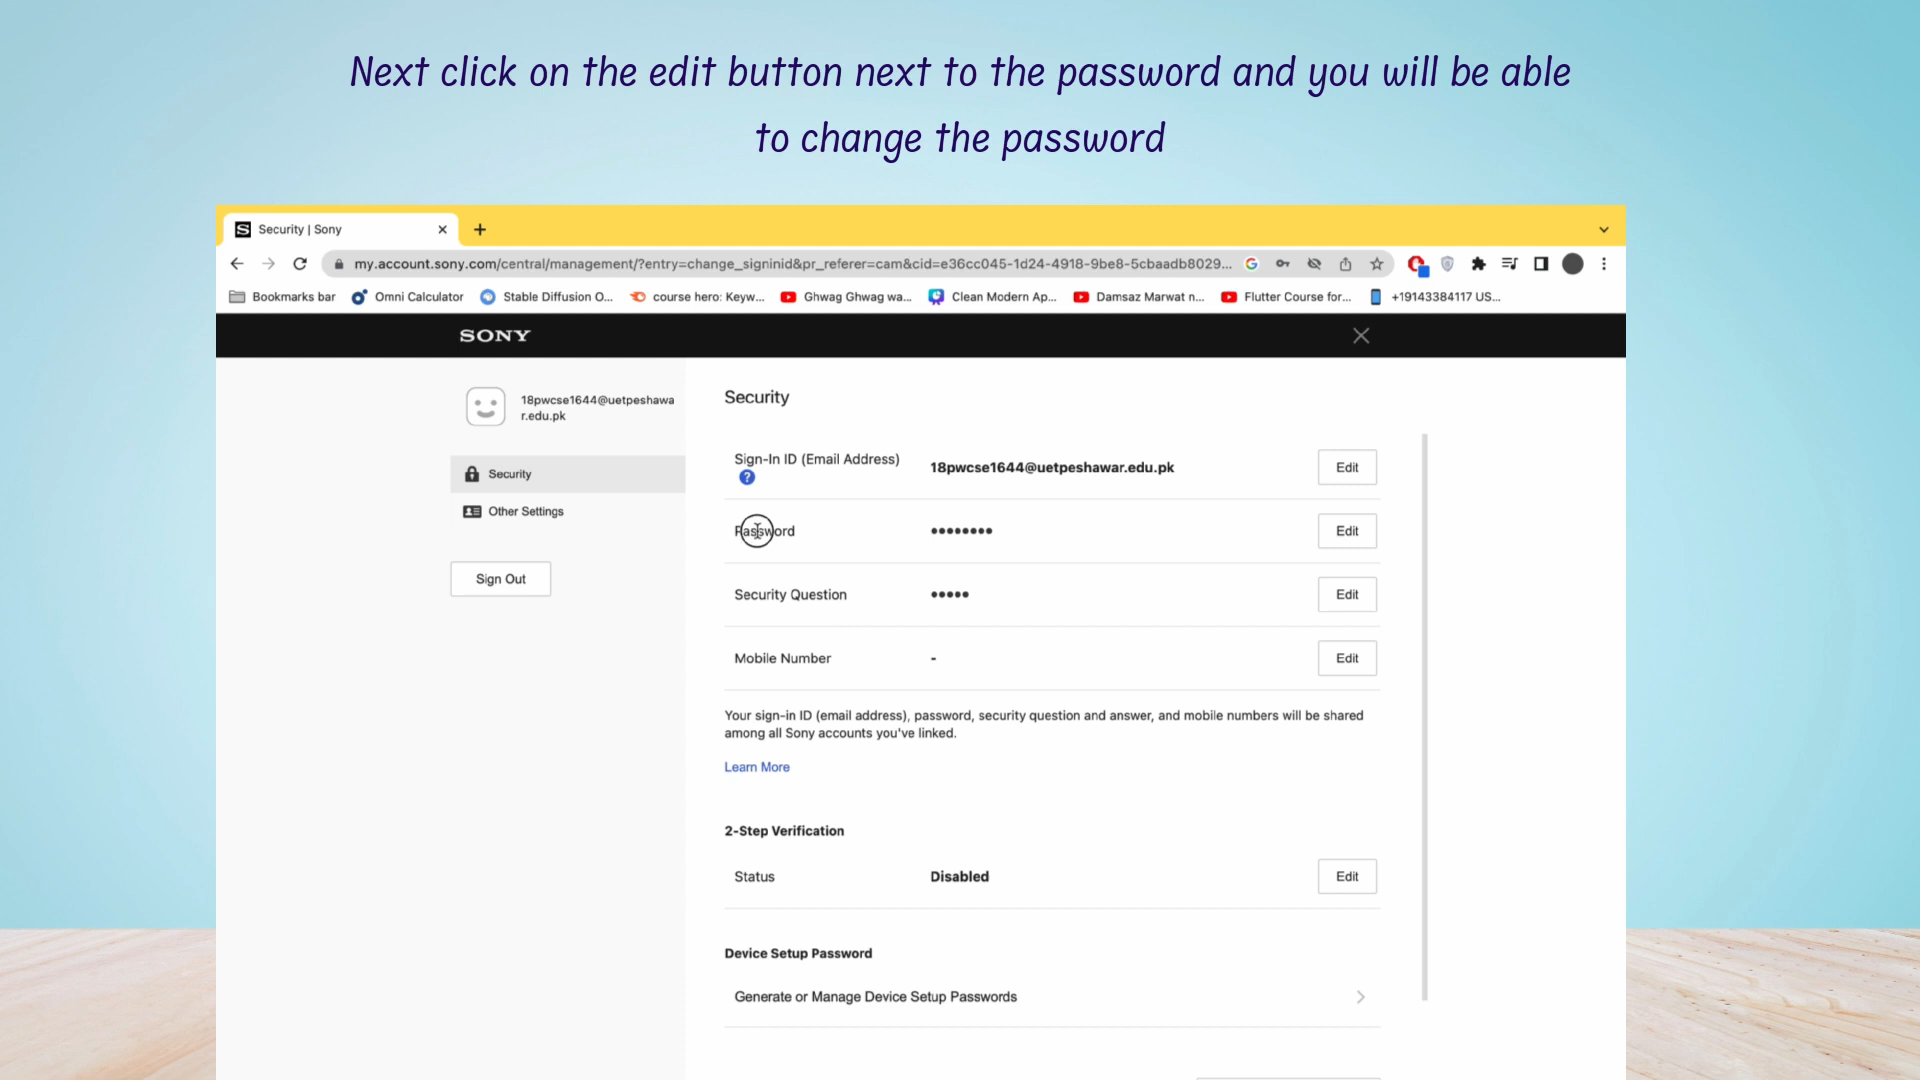 Next click on the edit button next to the password and you will be able
to change the password
Security | Sony
my.account.sony.com/central/management/?entry=change_signinid&pr_referer=cam&cid=e36cc045-1d24-4918-9be8-5cbaadb8029...
Bookmarks bar
Omni Calculator
Stable Diffusion O...
course hero: Keyw...
Ghwag Ghwag wa...
Clean Modern Ap...
Damsaz Marwat n...
Flutter Course for...
+19143384117 US...
SONY
18pwcse1644@uetpeshawa
r.edu.pk
Security
Other Settings
Sign Out
Security
Sign-In ID (Email Address)
18pwcse1644@uetpeshawar.edu.pk
Edit
Password
••••••••
Edit
Security Question
•••••
Edit
Mobile Number
-
Edit
Your sign-in ID (email address), password, security question and answer, and mobile numbers will be shared
among all Sony accounts you've linked.
Learn More
2-Step Verification
Status
Disabled
Edit
Device Setup Password
Generate or Manage Device Setup Passwords